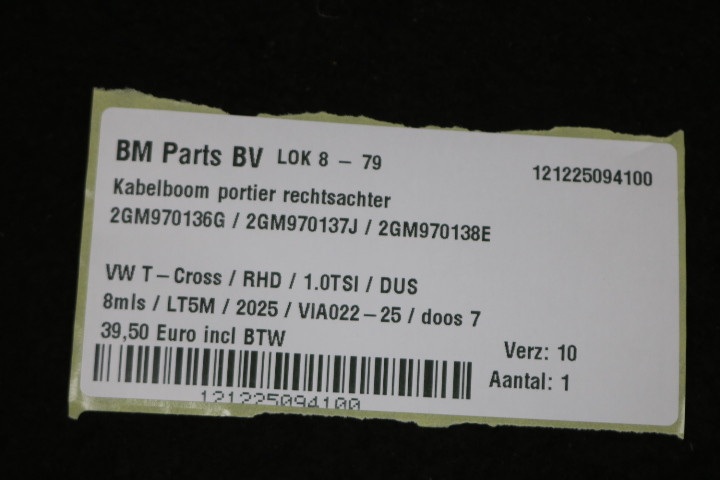 BM Parts BV LOK 8 - 79
121225094100
Kabelboom portier rechtsachter
2GM970136G / 2GM970137J / 2GM970138E
VW T-Cross / RHD / 1.0TSI / DUS
8mls / LT5M / 2025 / VIA022-25 / doos 7
39,50 Euro incl BTW
Verz: 10
Aantal: 1
121225094100